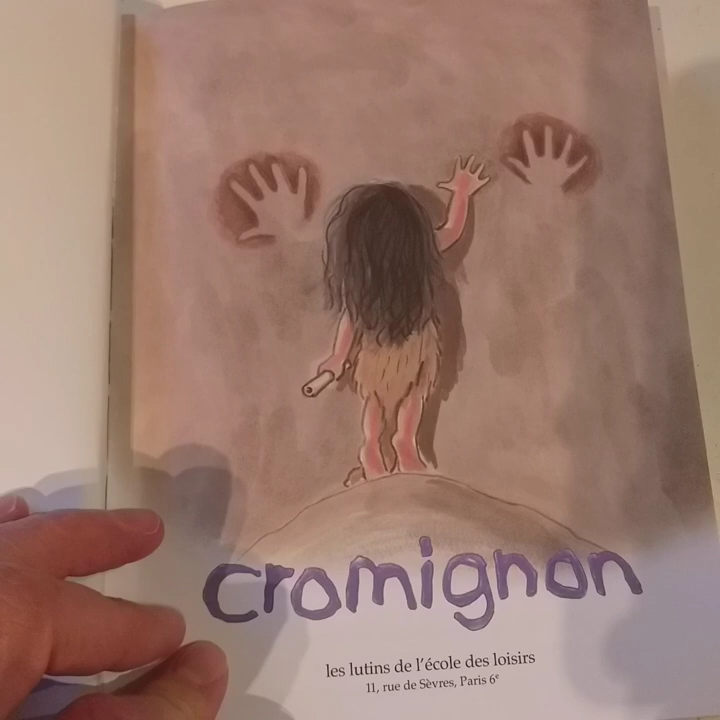 cromignon
les lutins de l'école des loisirs
11, rue de Sèvres, Paris 6e